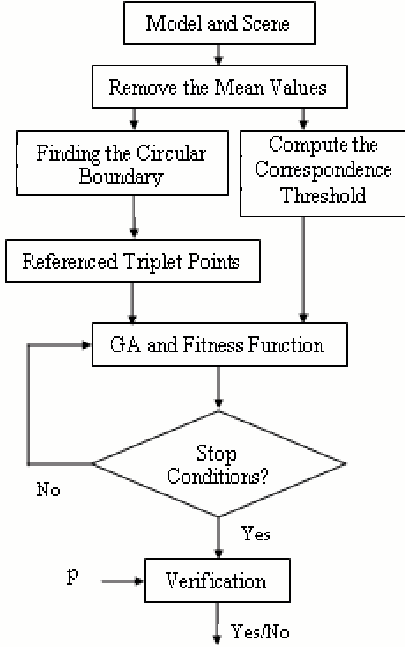 Model and Scene
Remove the Mean Values
Finding the Circular
Boundary
Compute the
Correspondence
Threshold
Referenced Triplet Points
GA and Fitness Function
Stop
Conditions?
No
Yes
p
Verification
Yes/No